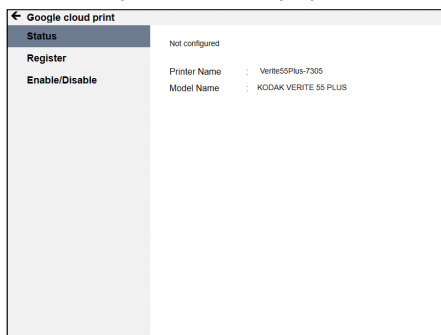 Google cloud print
Status
Register
Enable/Disable
Not configured
Printer Name : Verite55Plus-7305
Model Name : KODAK VERITE 55 PLUS